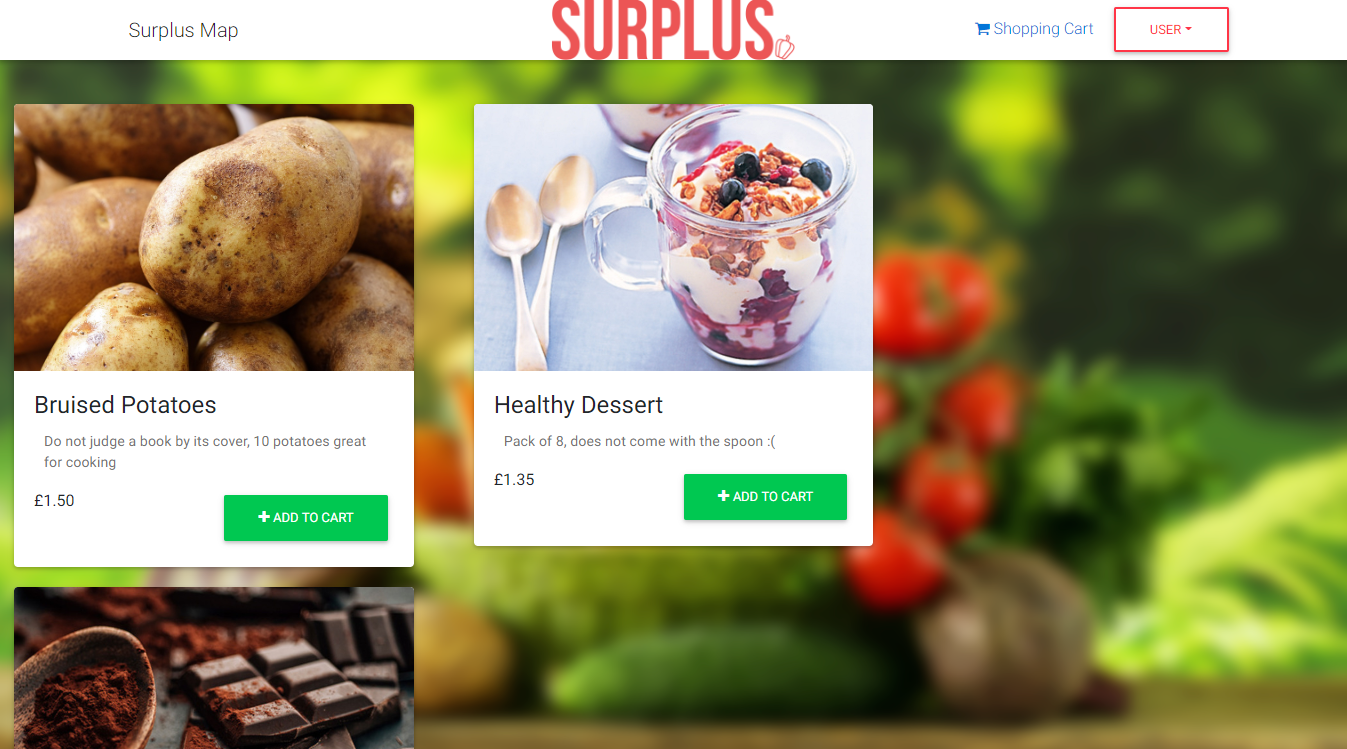 Surplus Map
SURPLUS
Shopping Cart
USER
Bruised Potatoes
Do not judge a book by its cover, 10 potatoes great
for cooking
£1.50
ADD TO CART
Healthy Dessert
Pack of 8, does not come with the spoon :(
£1.35
ADD TO CART